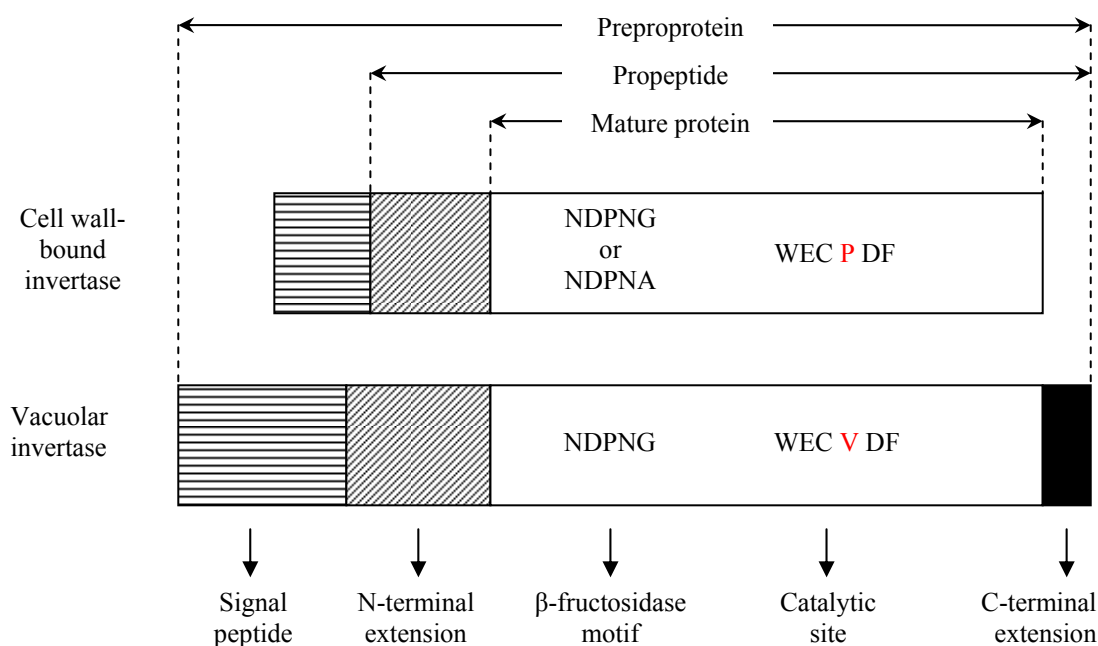 Preproprotein
Propeptide
Mature protein
Cell wall-
bound
invertase
NDPNG
or
NDPNA
WEC P DF
Vacuolar
invertase
NDPNG
WEC V DF
Signal
peptide
N-terminal
extension
β-fructosidase
motif
Catalytic
site
C-terminal
extension